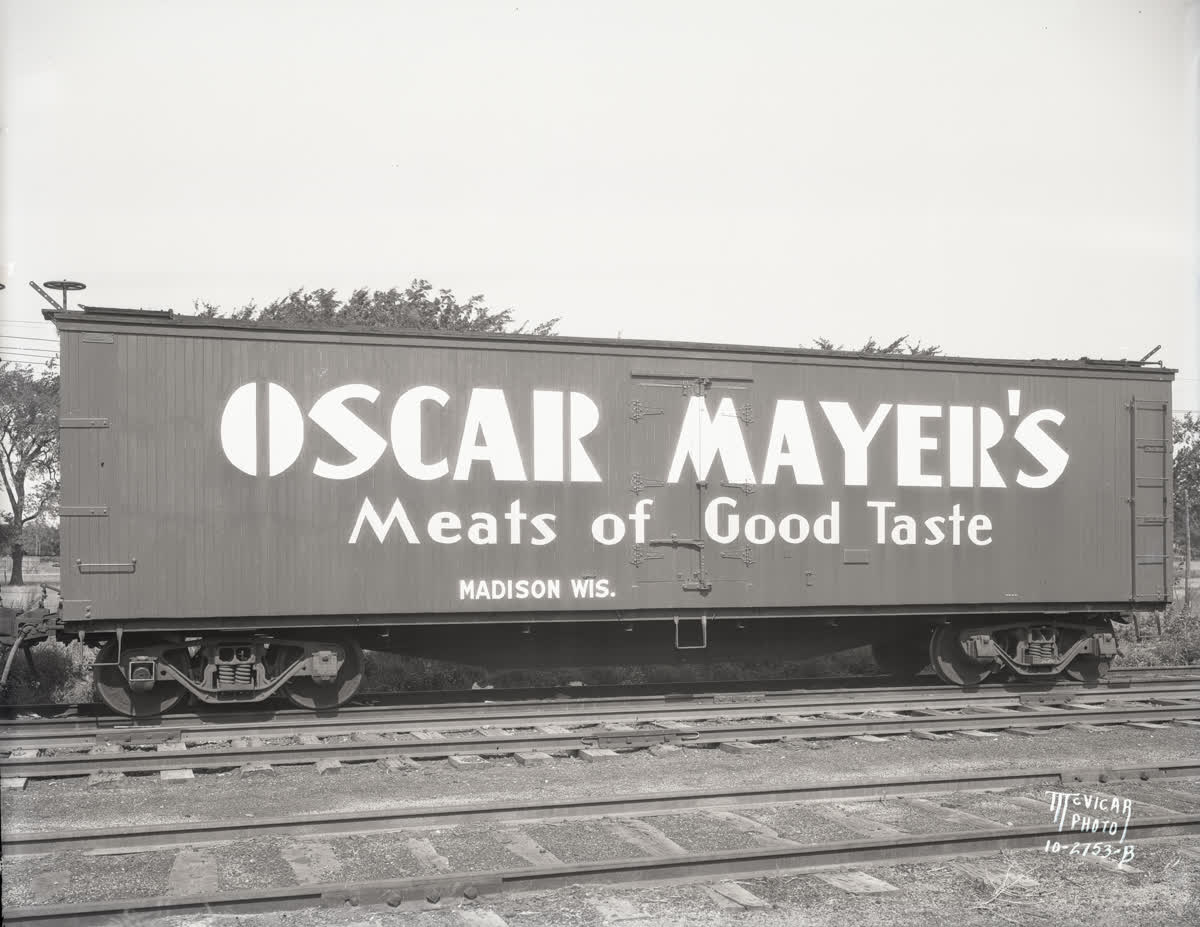 OSCAR MAYER'S
Meats of Good Taste
MADISON WIS.
McVICAR
PHOTO
10-2753-B